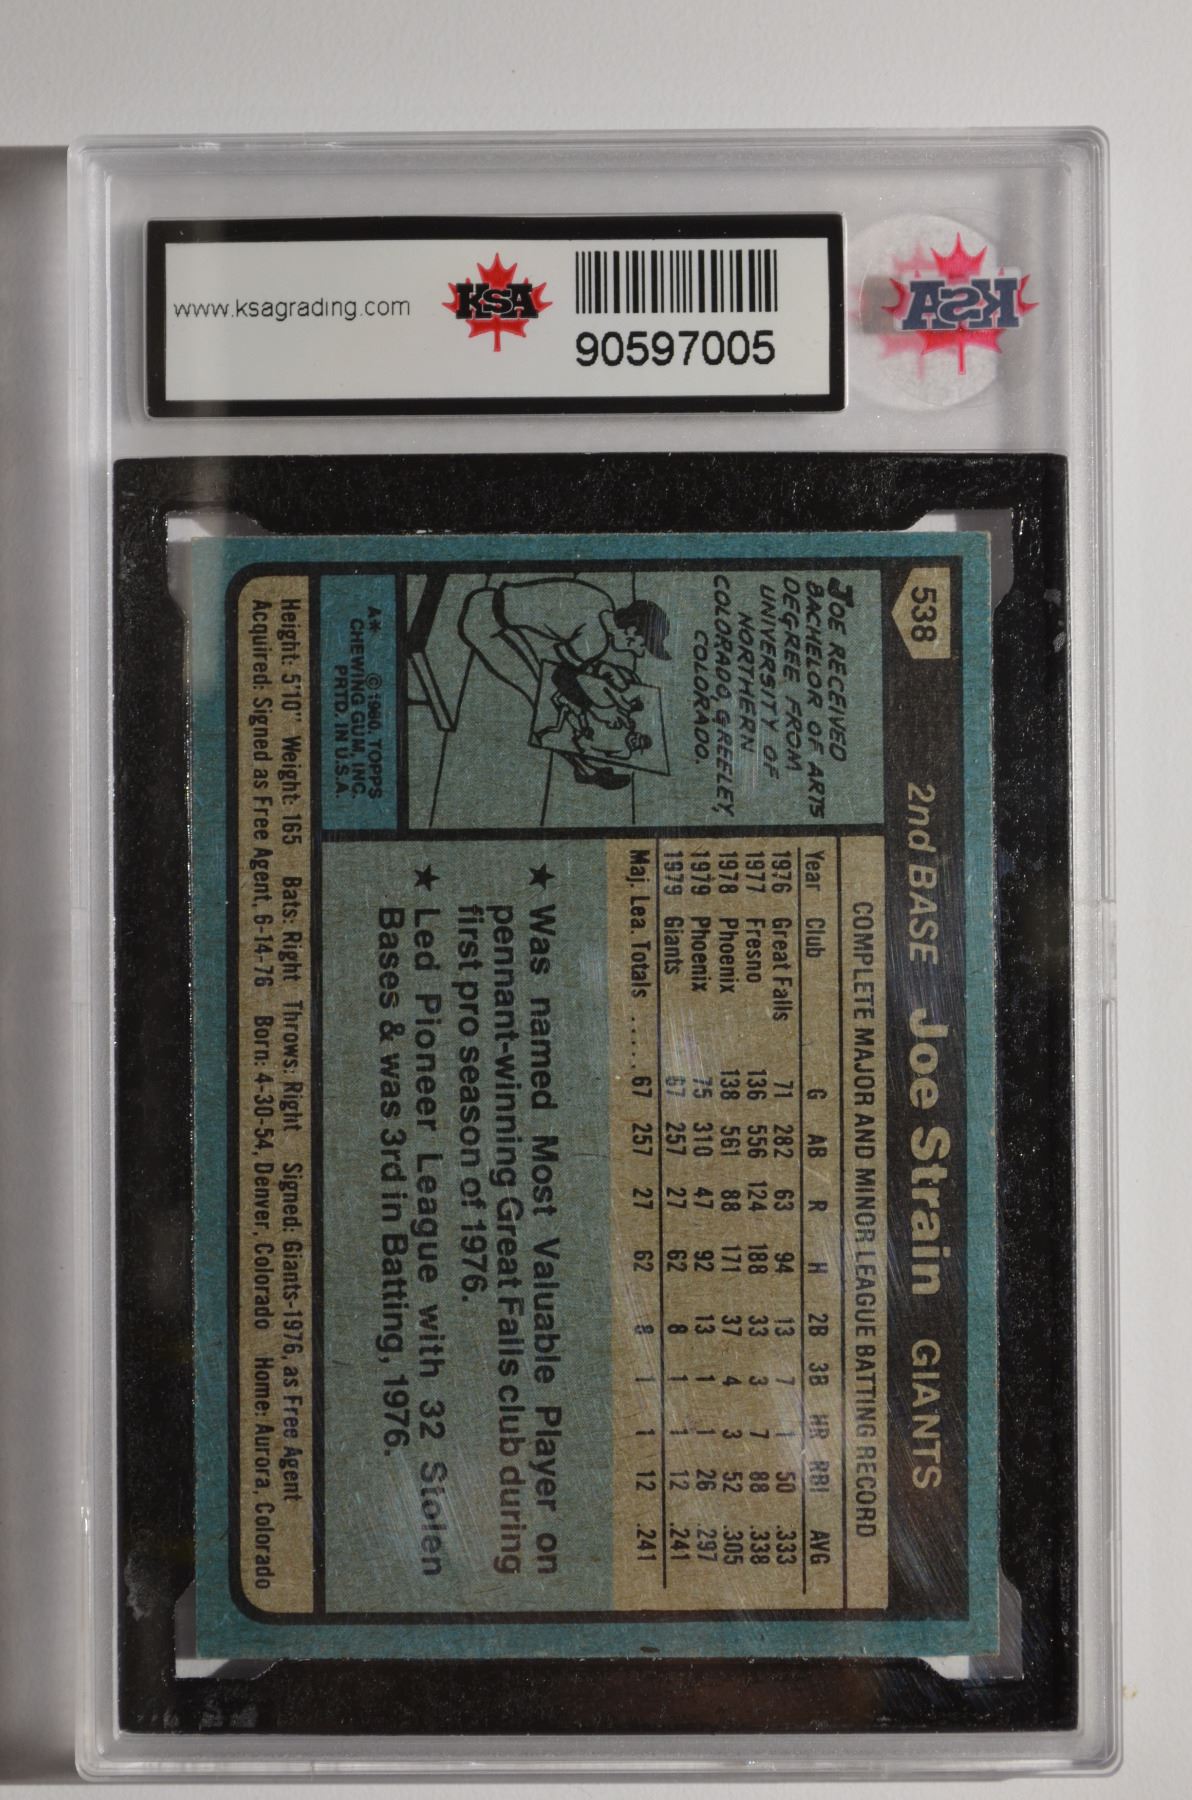 www.ksagrading.com
KSA
90597005
KSA
538
2nd BASE Joe Strain GIANTS
JOE RECEIVED
BACHELOR OF ARTS
DEGREE FROM
UNIVERSITY OF
NORTHERN
COLORADO, GREELEY,
COLORADO.
A* © 1980 TOPPS
CHEWING GUM, INC.
PRTD. IN U.S.A.
COMPLETE MAJOR AND MINOR LEAGUE BATTING RECORD
Year Club G AB R H 2B 3B HR RBI AVG
1976 Great Falls 71 282 63 94 13 7 1 50 .333
1977 Fresno 136 556 124 188 33 3 7 88 .338
1978 Phoenix 138 561 88 171 37 4 3 52 .305
1979 Phoenix 75 310 47 92 13 1 1 26 .297
1979 Giants 67 257 27 62 8 1 1 12 .241
Maj. Lea. Totals ..... 67 257 27 62 8 1 1 12 .241
★ Was named Most Valuable Player on
pennant-winning Great Falls club during
first pro season of 1976.
★ Led Pioneer League with 32 Stolen
Bases & was 3rd in Batting, 1976.
Height: 5'10" Weight: 165 Bats: Right Throws: Right Signed: Giants-1976, as Free Agent
Acquired: Signed as Free Agent, 6-14-76 Born: 4-30-54, Denver, Colorado Home: Aurora, Colorado